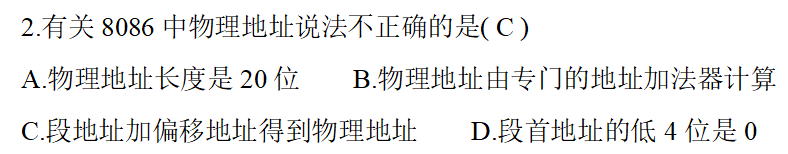 2.有关 8086 中物理地址说法不正确的是( C )
A.物理地址长度是 20 位 B.物理地址由专门的地址加法器计算
C.段地址加偏移地址得到物理地址 D.段首地址的低 4 位是 0